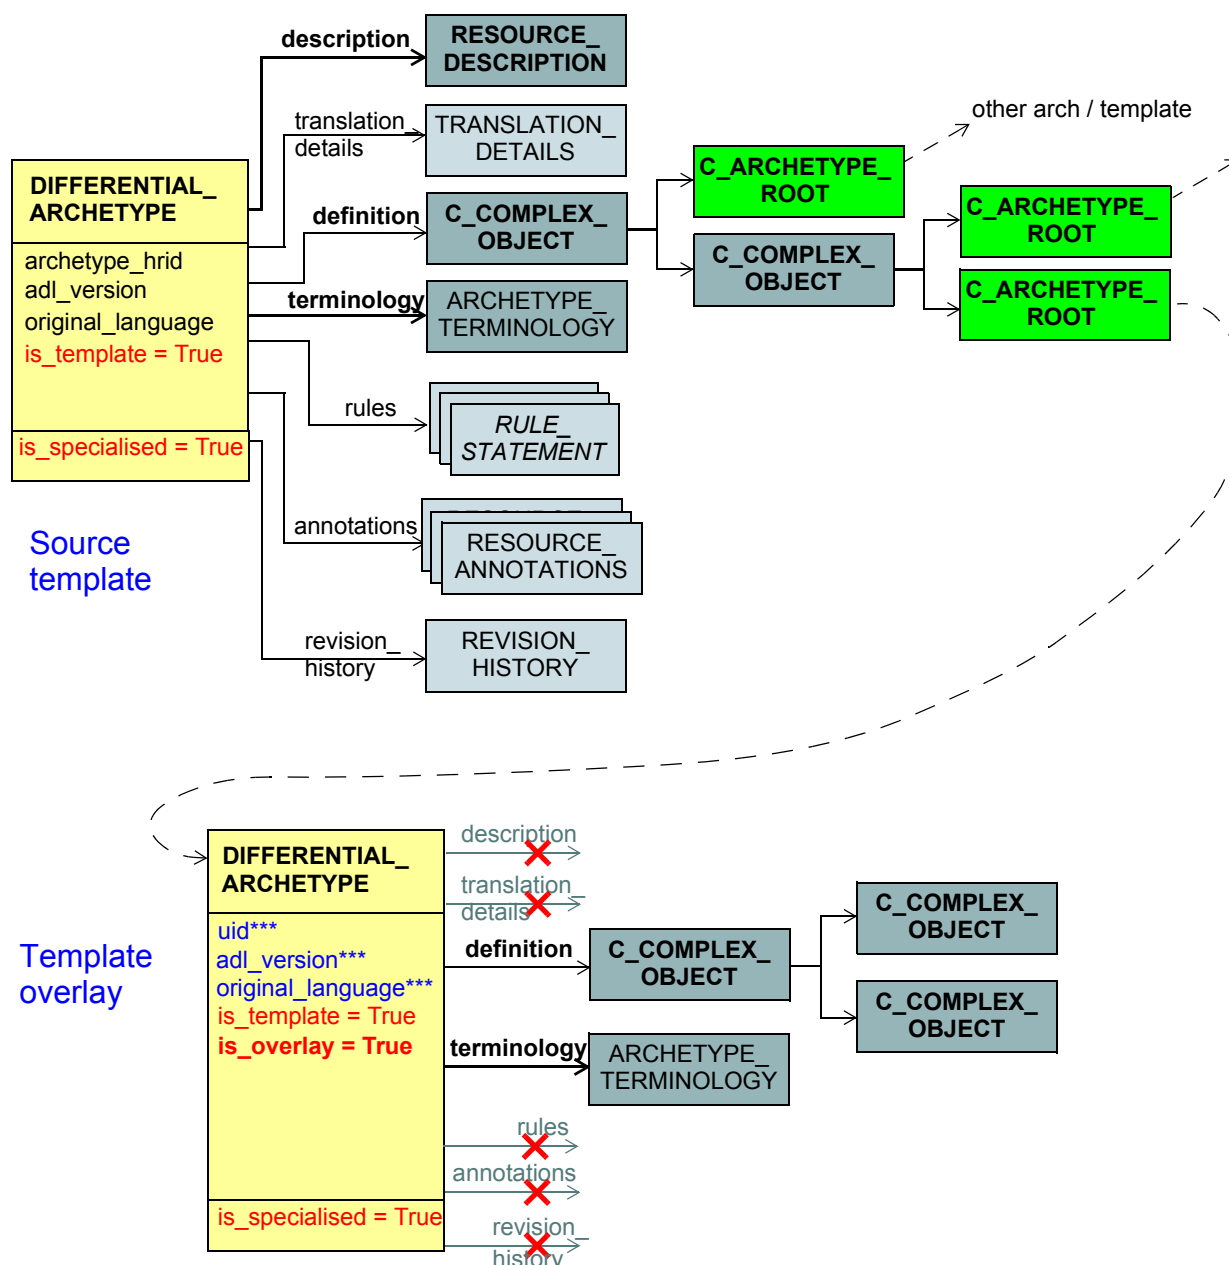 description
RESOURCE_
DESCRIPTION
translation_
details
TRANSLATION_
DETAILS
other arch / template
DIFFERENTIAL_
ARCHETYPE
archetype_hrid
adl_version
original_language
is_template = True
is_specialised = True
definition
C_COMPLEX_
OBJECT
C_ARCHETYPE_
ROOT
C_COMPLEX_
OBJECT
C_ARCHETYPE_
ROOT
C_ARCHETYPE_
ROOT
terminology
ARCHETYPE_
TERMINOLOGY
rules
RULE_
STATEMENT
annotations
RESOURCE_
ANNOTATIONS
Source
template
revision_
history
REVISION_
HISTORY
Template
overlay
DIFFERENTIAL_
ARCHETYPE
uid***
adl_version***
original_language***
is_template = True
is_overlay = True
is_specialised = True
description
translation_
details
definition
C_COMPLEX_
OBJECT
C_COMPLEX_
OBJECT
C_COMPLEX_
OBJECT
terminology
ARCHETYPE_
TERMINOLOGY
rules
annotations
revision_
history